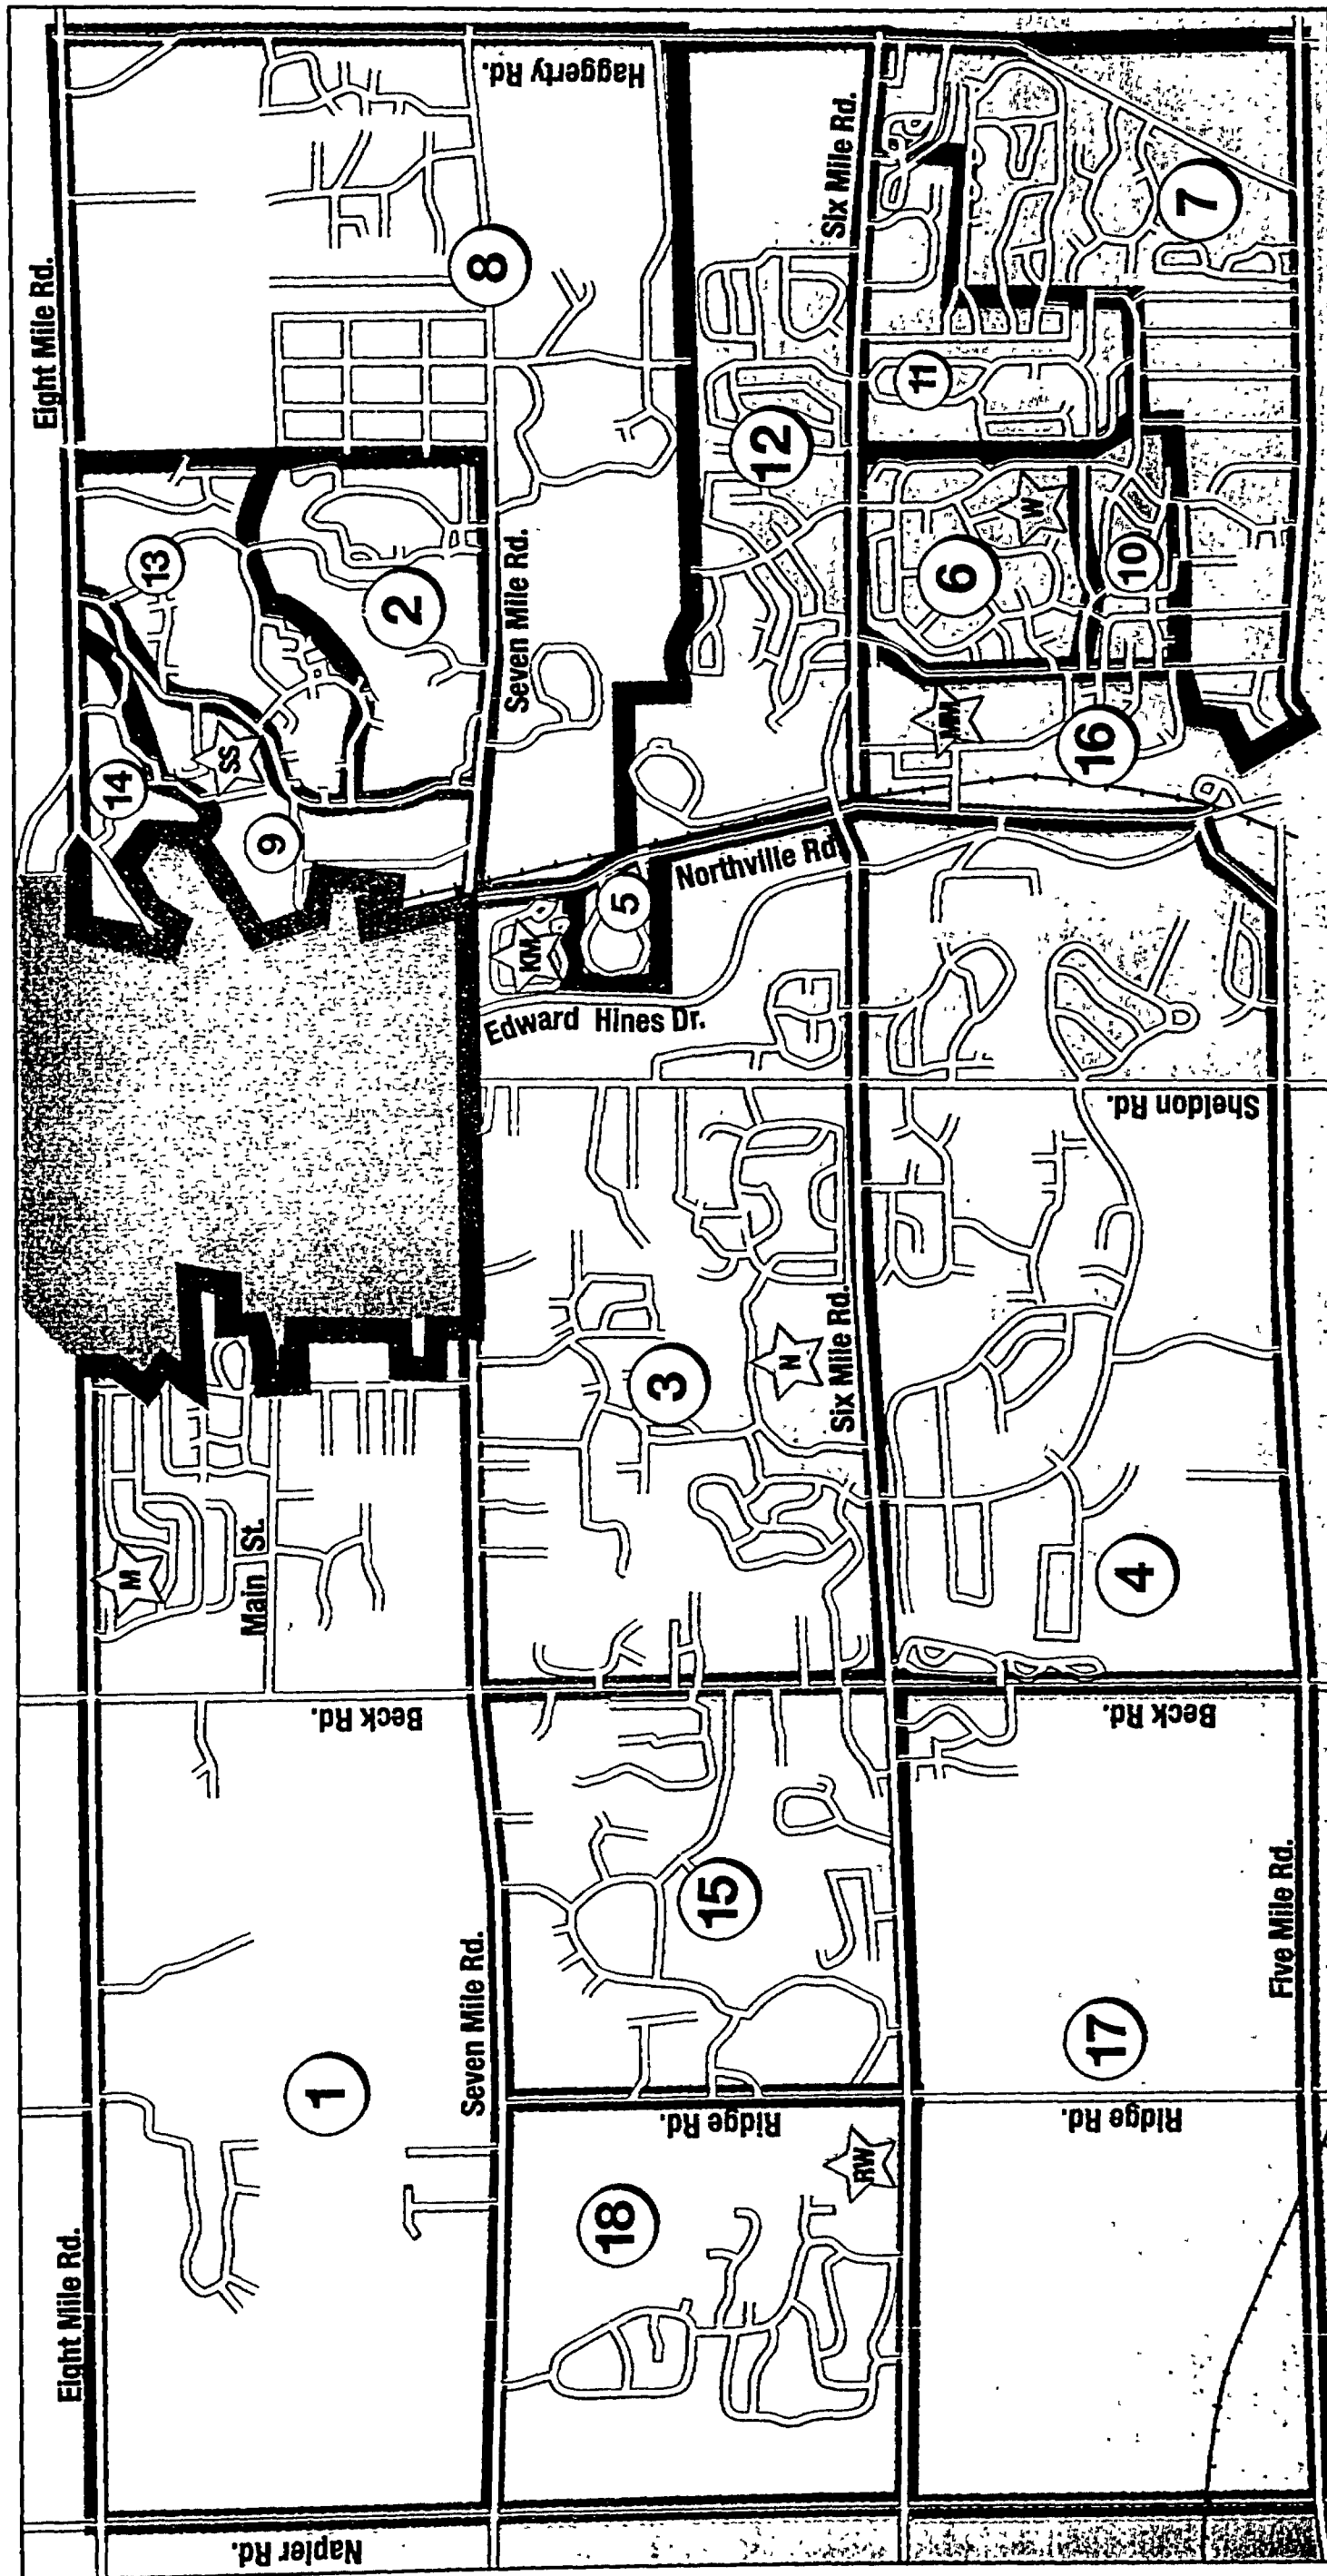 Eight Mile Rd.
Eight Mile Rd.
Napier Rd.
Beck Rd.
Main St.
M
1
14
13
SS
9
2
Haggerty Rd.
8
Seven Mile Rd.
Seven Mile Rd.
KM
5
Edward Hines Dr.
Northville Rd.
18
Ridge Rd.
RW
15
3
N
12
Six Mile Rd.
Six Mile Rd.
17
Ridge Rd.
Beck Rd.
4
Sheldon Rd.
MM
16
6
W
10
11
7
Five Mile Rd.